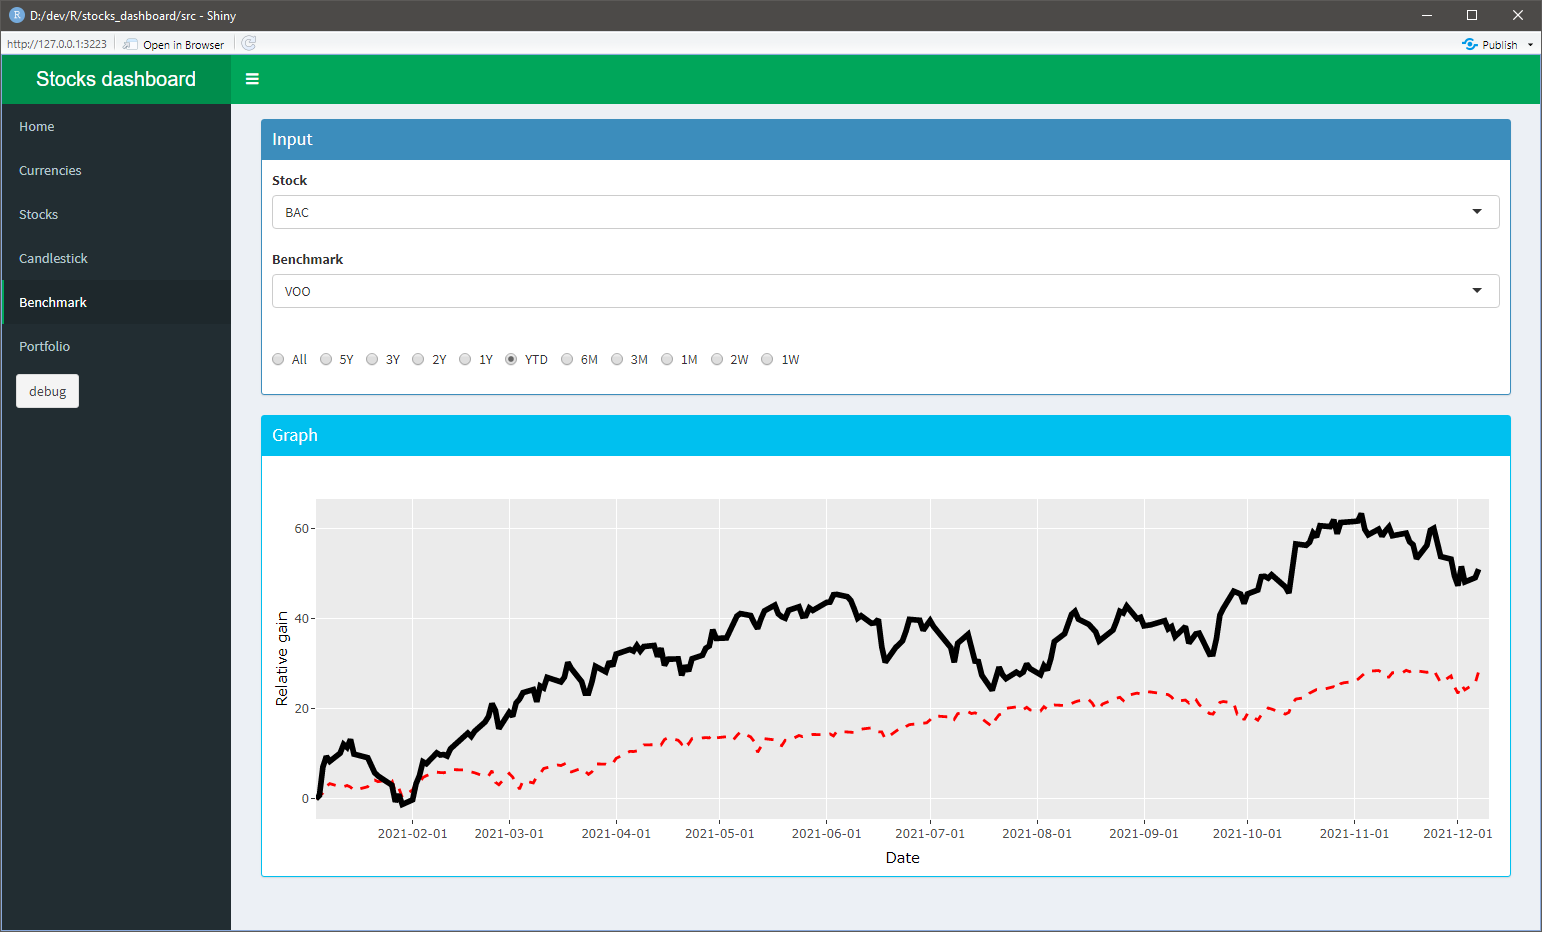 D:/dev/R/stocks_dashboard/src - Shiny
http://127.0.0.1:3223 Open in Browser Publish
Stocks dashboard
Home
Currencies
Stocks
Candlestick
Benchmark
Portfolio
debug
Input
Stock
BAC
Benchmark
VOO
All 5Y 3Y 2Y 1Y YTD 6M 3M 1M 2W 1W
Graph
Relative gain
60
40
20
0
2021-02-01 2021-03-01 2021-04-01 2021-05-01 2021-06-01 2021-07-01 2021-08-01 2021-09-01 2021-10-01 2021-11-01 2021-12-01
Date